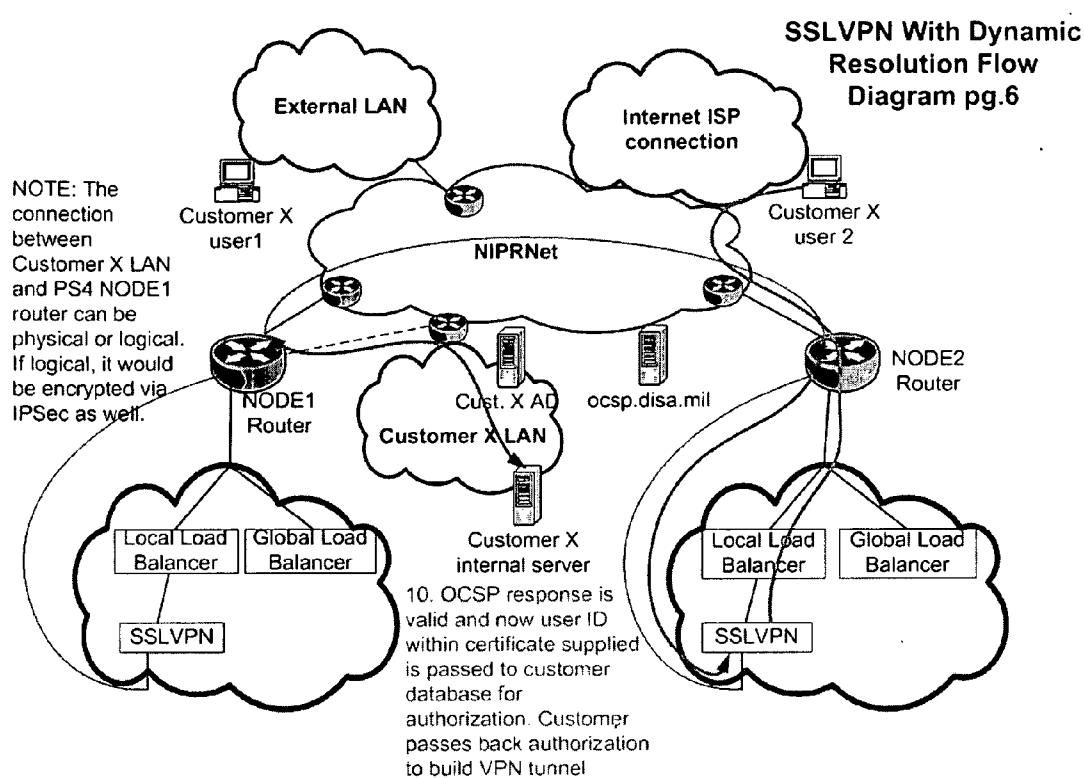 SSLVPN With Dynamic
Resolution Flow
Diagram pg.6
External LAN
Internet ISP
connection
NOTE: The
connection
between
Customer X LAN
and PS4 NODE1
router can be
physical or logical.
If logical, it would
be encrypted via
IPSec as well.
Customer X
user1
Customer X
user 2
NIPRNet
NODE1
Router
Cust. X AD
ocsp.disa.mil
NODE2
Router
Customer X LAN
Local Load
Balancer
Global Load
Balancer
SSLVPN
Customer X
internal server
Local Load
Balancer
Global Load
Balancer
SSLVPN
10. OCSP response is
valid and now user ID
within certificate supplied
is passed to customer
database for
authorization. Customer
passes back authorization
to build VPN tunnel